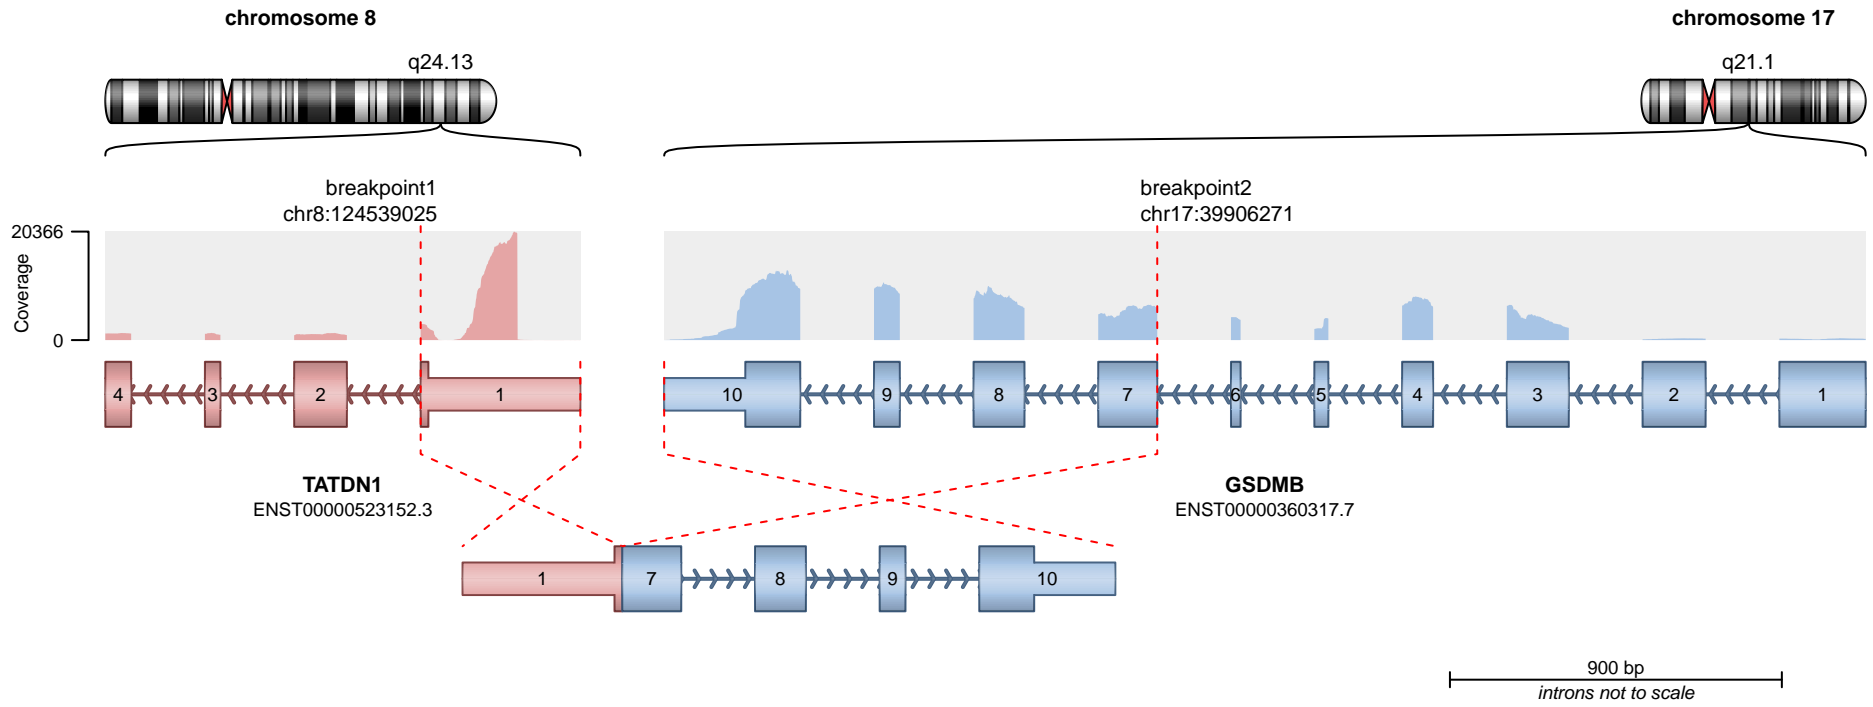 chromosome 8
chromosome 17
q24.13
q21.1
breakpoint1
chr8:124539025
breakpoint2
chr17:39906271
20366
Coverage
0
4 3 2 1
10 9 8 7 6 5 4 3 2 1
TATDN1
ENST00000523152.3
GSDMB
ENST00000360317.7
1 7 8 9 10
900 bp
introns not to scale